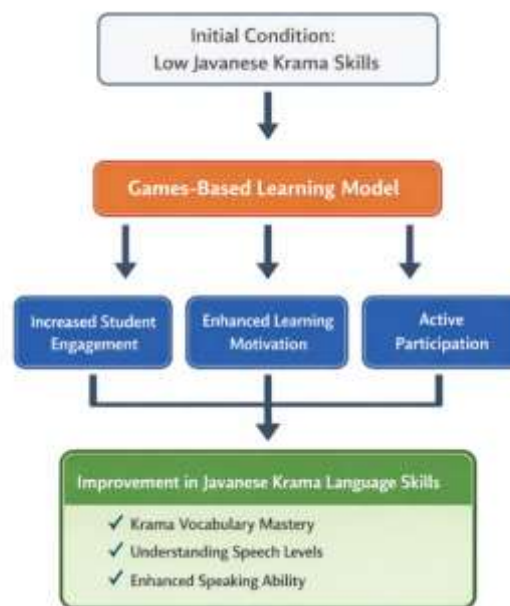 Initial Condition:
Low Javanese Krama Skills
Games-Based Learning Model
Increased Student
Engagement
Enhanced Learning
Motivation
Active
Participation
Improvement in Javanese Krama Language Skills
✓ Krama Vocabulary Mastery
✓ Understanding Speech Levels
✓ Enhanced Speaking Ability